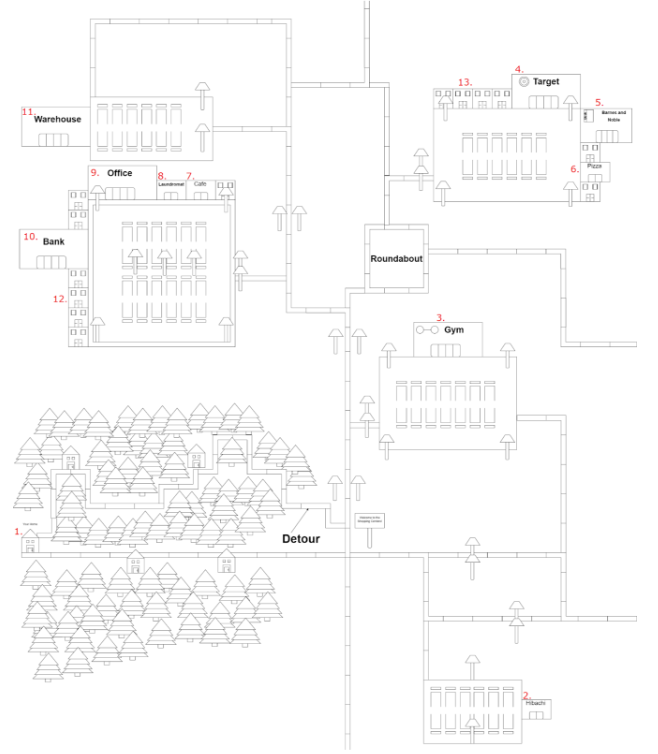 4.
13.
Target
5.
11.
Barnes and
Noble
Warehouse
9.
Office
8.
7.
6.
Pizza
Laundromat
Cafe
10.
Bank
Roundabout
12.
3.
Gym
Your home
1.
Welcome to the
Shopping Complex
Detour
2.
Hibachi